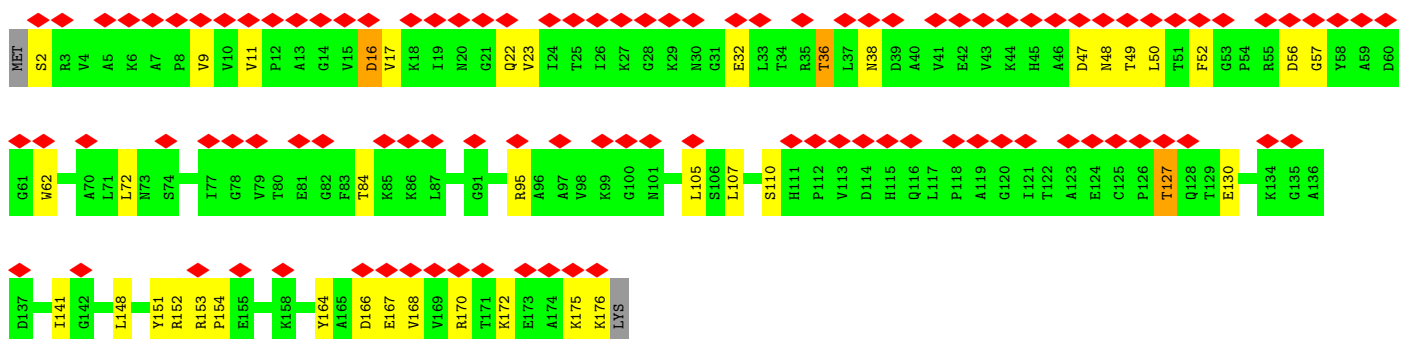 MET S2 R3 V4 A5 K6 A7 P8 V9 V10 V11 P12 A13 G14 V15 D16 V17 K18 I19 N20 G21 Q22 V23 I24 T25 I26 K27 G28 K29 N30 G31 E32 L33 T34 R35 T36 L37 N38 D39 A40 V41 E42 V43 K44 H45 A46 D47 N48 T49 L50 T51 F52 G53 P54 R55 D56 G57 Y58 A59 D60
G61 W62 A70 L71 L72 N73 S74 I77 G78 V79 T80 E81 G82 F83 T84 K85 K86 L87 G91 R95 A96 A97 V98 K99 G100 N101 L105 S106 L107 S110 H111 P112 V113 D114 H115 Q116 L117 P118 A119 G120 I121 T122 A123 E124 C125 P126 T127 Q128 T129 E130 K134 G135 A136
D137 I141 G142 L148 Y151 R152 R153 P154 E155 K158 Y164 A165 D166 E167 V168 V169 R170 T171 K172 E173 A174 K175 K176 LYS